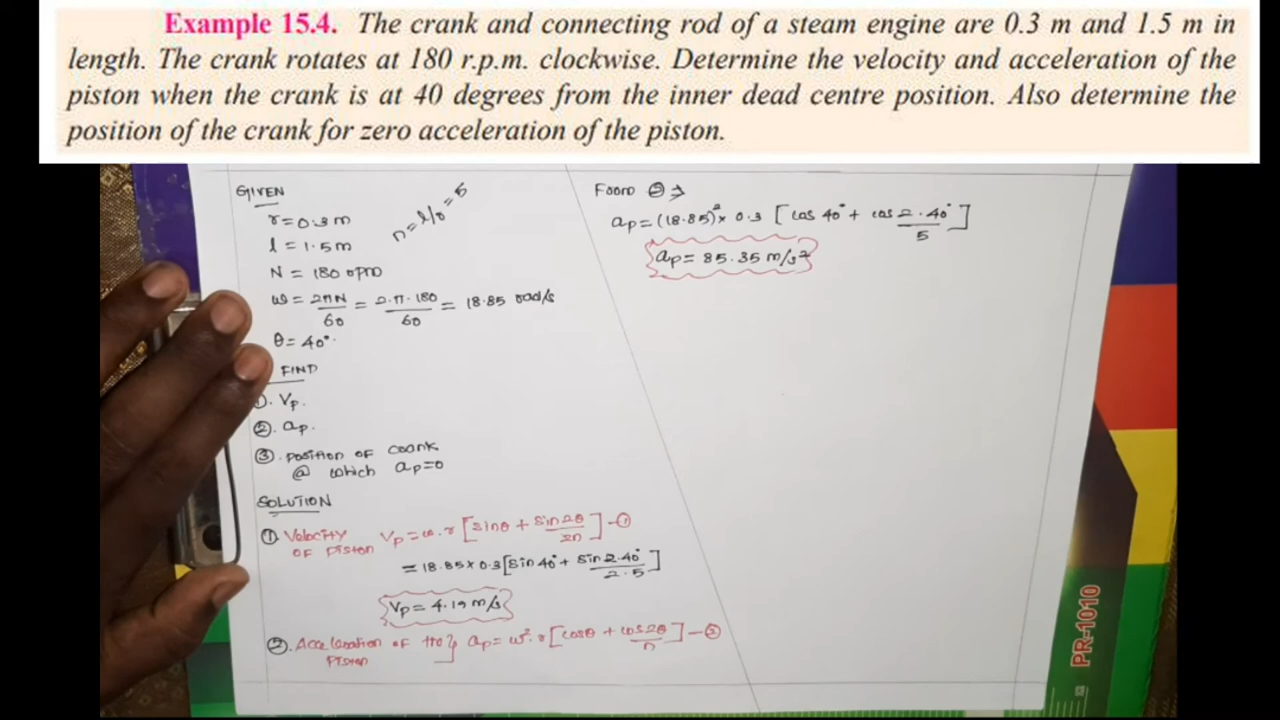 Example 15.4. The crank and connecting rod of a steam engine are 0.3 m and 1.5 m in
length. The crank rotates at 180 r.p.m. clockwise. Determine the velocity and acceleration of the
piston when the crank is at 40 degrees from the inner dead centre position. Also determine the
position of the crank for zero acceleration of the piston.
GIVEN
r = 0.3 m
l = 1.5 m
n = l/r = 5
N = 180 rpm
ω = 2πN/60 = 2.π.180/60 = 18.85 rad/s
θ = 40°.
FIND
①. Vp.
②. ap.
③. Position of crank
@ which ap=0
SOLUTION
① Velocity of Piston Vp = ω.r [sinθ + sin2θ/2n] -①
= 18.85 x 0.3 [sin 40° + sin 2.40°/2.5]
Vp = 4.19 m/s
②. Acceleration of the Piston } ap = ω².r [cosθ + cos2θ/n] -②
From ② ⇒
ap = (18.85)² x 0.3 [cos 40° + cos 2.40°/5]
ap = 85.35 m/s²
PR-1010